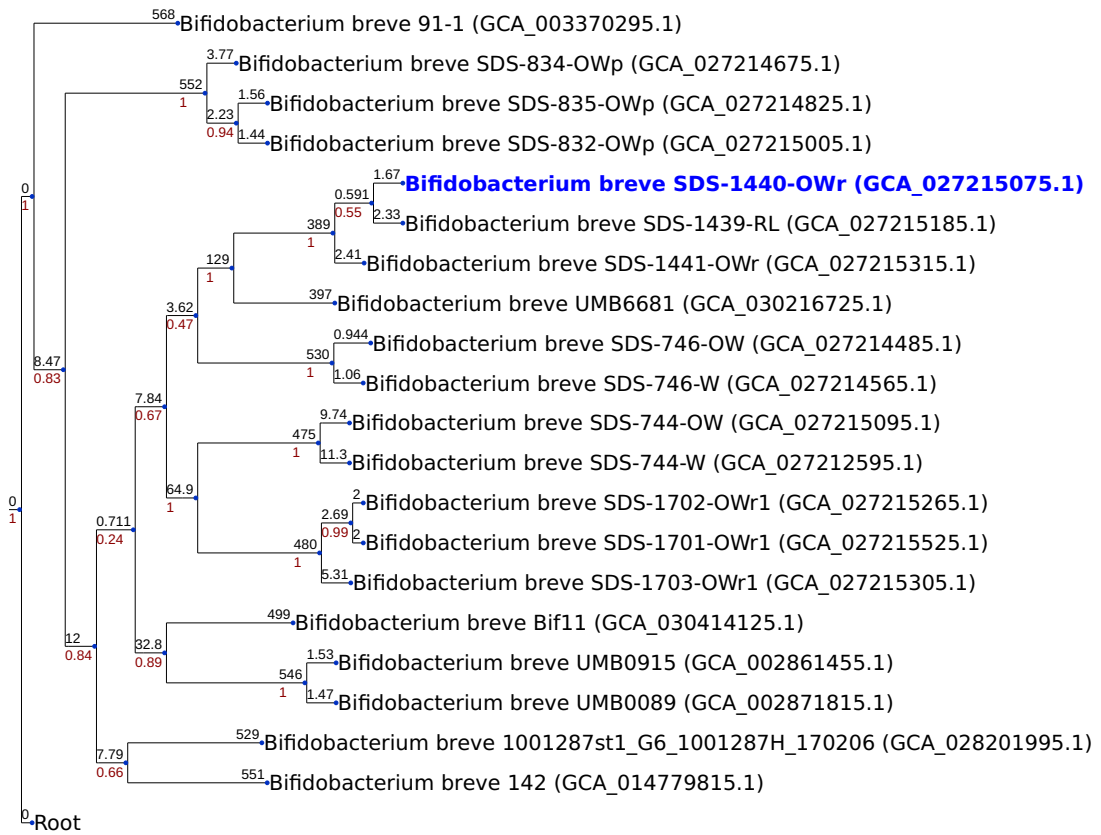 568 Bifidobacterium breve 91-1 (GCA_003370295.1)
3.77 Bifidobacterium breve SDS-834-OWp (GCA_027214675.1)
552
1
1.56 Bifidobacterium breve SDS-835-OWp (GCA_027214825.1)
2.23
0.94
1.44 Bifidobacterium breve SDS-832-OWp (GCA_027215005.1)
1.67 Bifidobacterium breve SDS-1440-OWr (GCA_027215075.1)
0
1
0.591
0.55
2.33 Bifidobacterium breve SDS-1439-RL (GCA_027215185.1)
389
1
2.41 Bifidobacterium breve SDS-1441-OWr (GCA_027215315.1)
129
1
397 Bifidobacterium breve UMB6681 (GCA_030216725.1)
3.62
0.47
0.944 Bifidobacterium breve SDS-746-OW (GCA_027214485.1)
8.47
0.83
530
1
1.06 Bifidobacterium breve SDS-746-W (GCA_027214565.1)
7.84
0.67
9.74 Bifidobacterium breve SDS-744-OW (GCA_027215095.1)
475
1
11.3 Bifidobacterium breve SDS-744-W (GCA_027212595.1)
64.9
1
2 Bifidobacterium breve SDS-1702-OWr1 (GCA_027215265.1)
0
1
0.711
0.24
2.69
0.99
2 Bifidobacterium breve SDS-1701-OWr1 (GCA_027215525.1)
480
1
5.31 Bifidobacterium breve SDS-1703-OWr1 (GCA_027215305.1)
499 Bifidobacterium breve Bif11 (GCA_030414125.1)
12
0.84
32.8
0.89
1.53 Bifidobacterium breve UMB0915 (GCA_002861455.1)
546
1
1.47 Bifidobacterium breve UMB0089 (GCA_002871815.1)
529 Bifidobacterium breve 1001287st1_G6_1001287H_170206 (GCA_028201995.1)
7.79
0.66
551 Bifidobacterium breve 142 (GCA_014779815.1)
0 Root